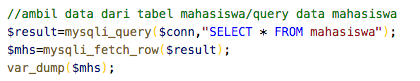 //ambil data dari tabel mahasiswa/query data mahasiswa
$result=mysqli_query($conn,"SELECT * FROM mahasiswa");
$mhs=mysqli_fetch_row($result);
var_dump($mhs);